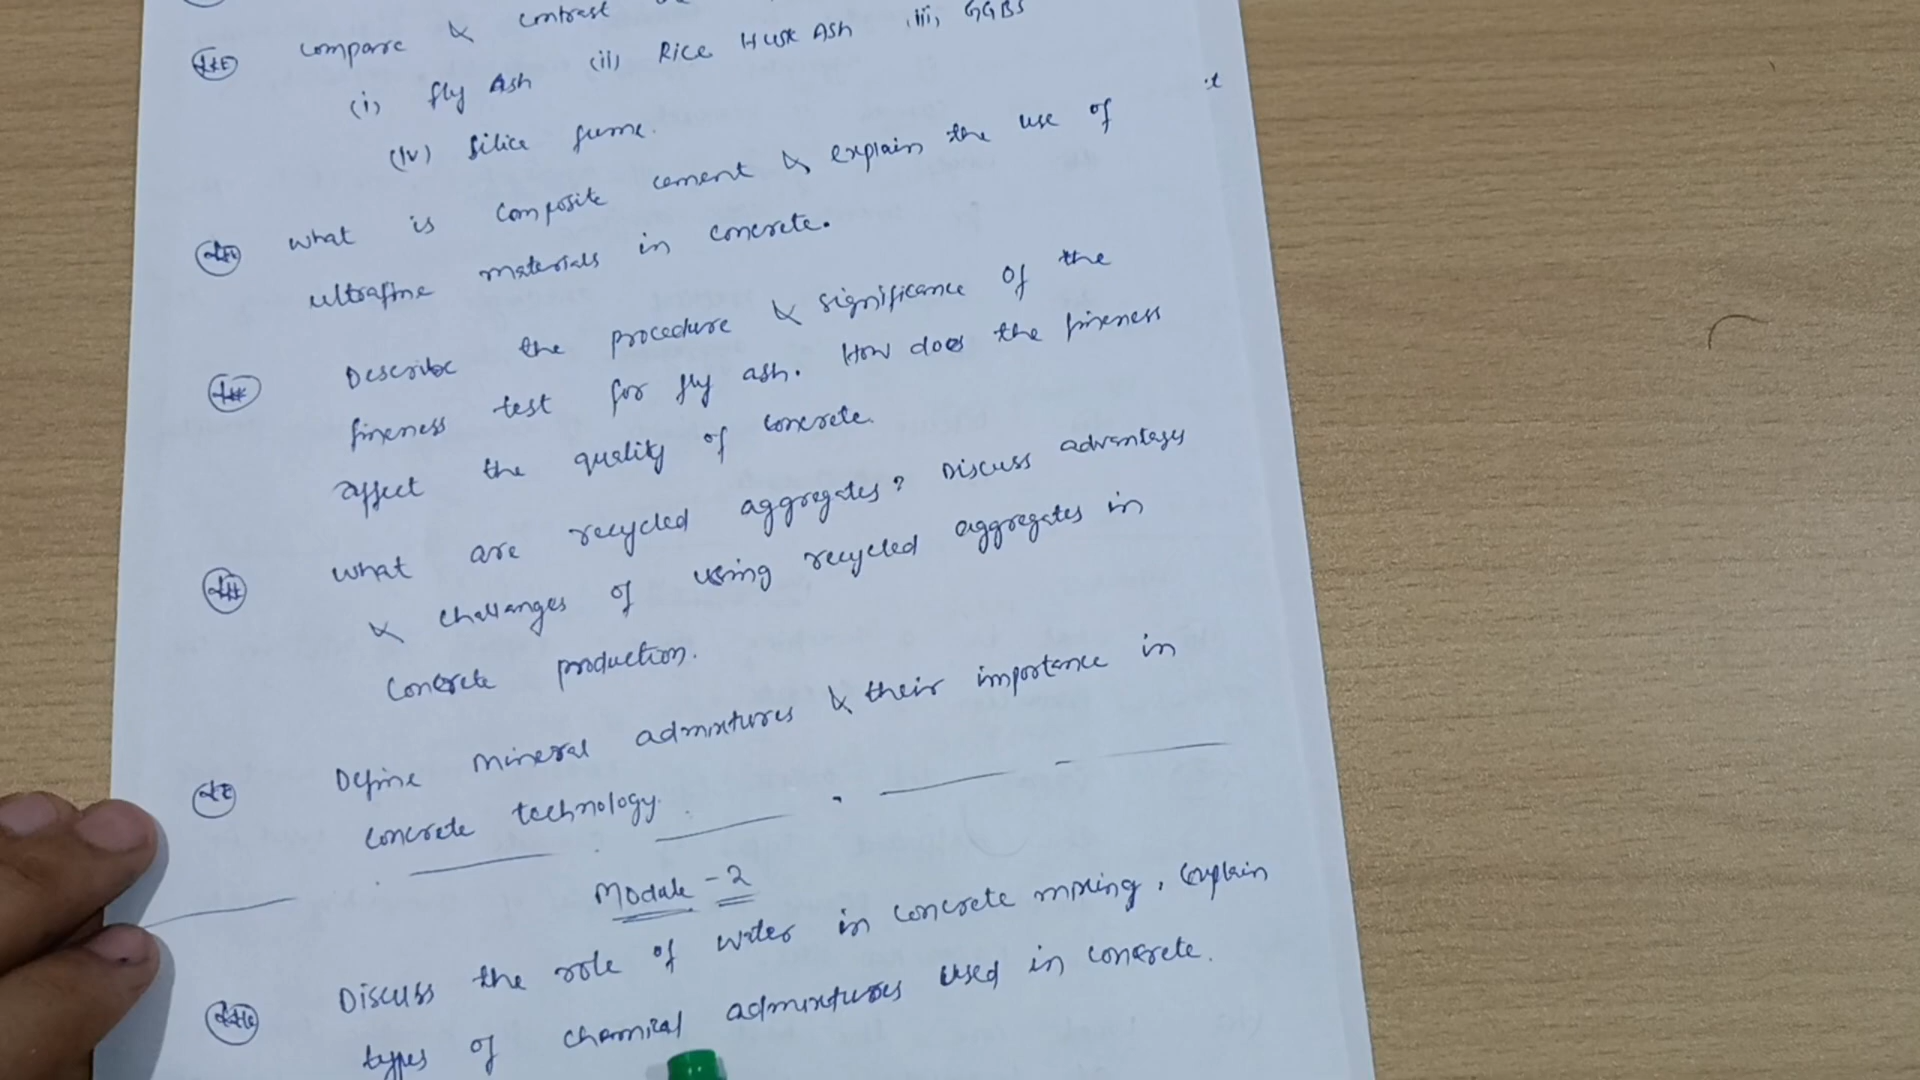 compare & contrast
(i) fly Ash (ii) Rice Husk Ash (iii) GGBS
(iv) Silica fume.
What is composite cement & explain the use of
ultrafine materials in concrete.
Describe the procedure & significance of the
fineness test for fly ash. How does the fineness
affect the quality of concrete.
What are recycled aggregates? Discuss advantages
& challanges of using recycled aggregates in
concrete production.
Define mineral admixtures & their importance in
concrete technology.
Module - 2
Discuss the role of water in concrete mixing, Explain
types of chemical admixtures used in concrete.